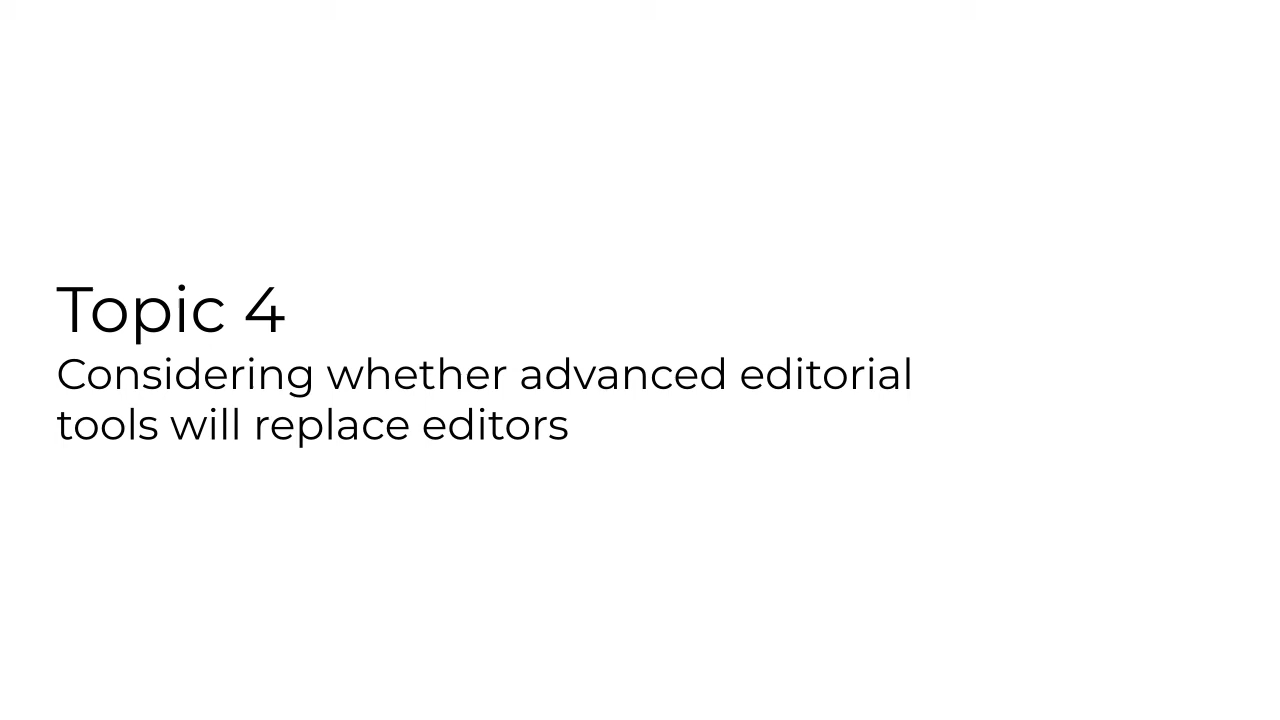 Topic 4
Considering whether advanced editorial
tools will replace editors